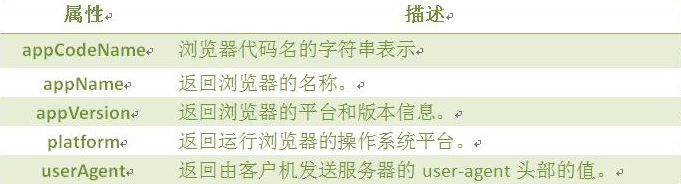 属性 描述
appCodeName 浏览器代码名的字符串表示
appName 返回浏览器的名称。
appVersion 返回浏览器的平台和版本信息。
platform 返回运行浏览器的操作系统平台。
userAgent 返回由客户机发送服务器的 user-agent 头部的值。